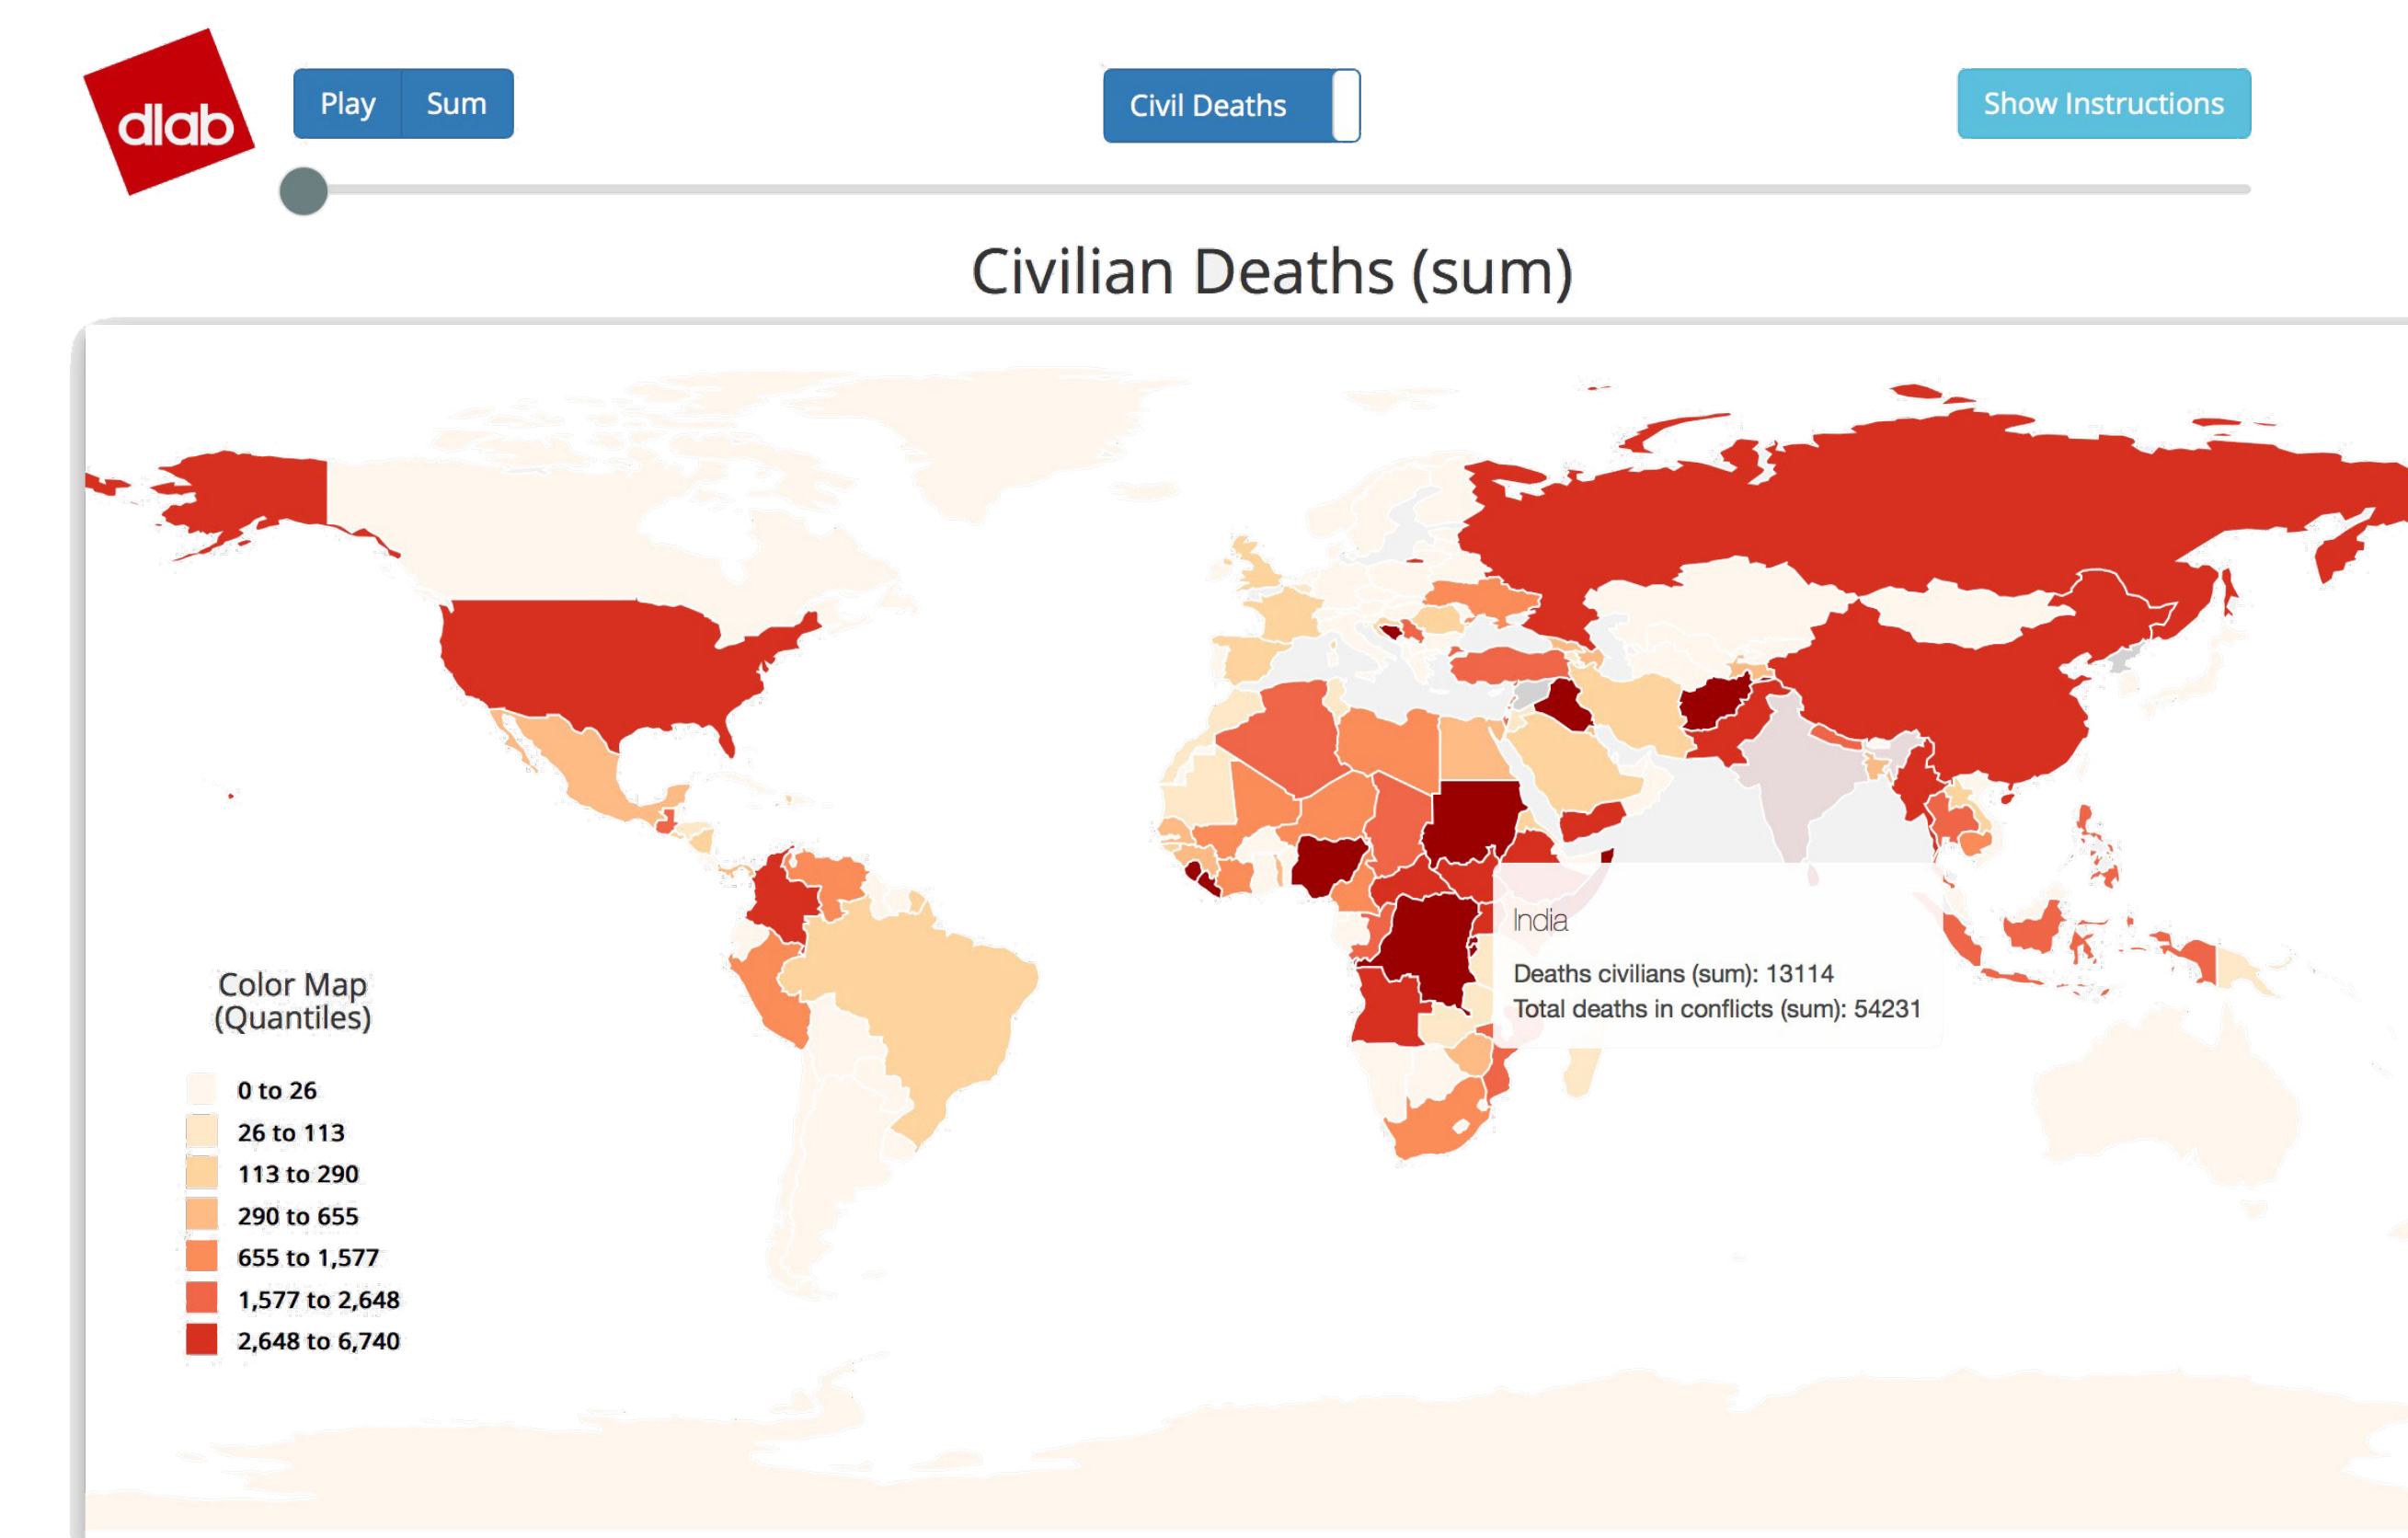 dlab
Play Sum
Civil Deaths
Show Instructions
Civilian Deaths (sum)
India
Deaths civilians (sum): 13114
Total deaths in conflicts (sum): 54231
Color Map
(Quantiles)
0 to 26
26 to 113
113 to 290
290 to 655
655 to 1,577
1,577 to 2,648
2,648 to 6,740